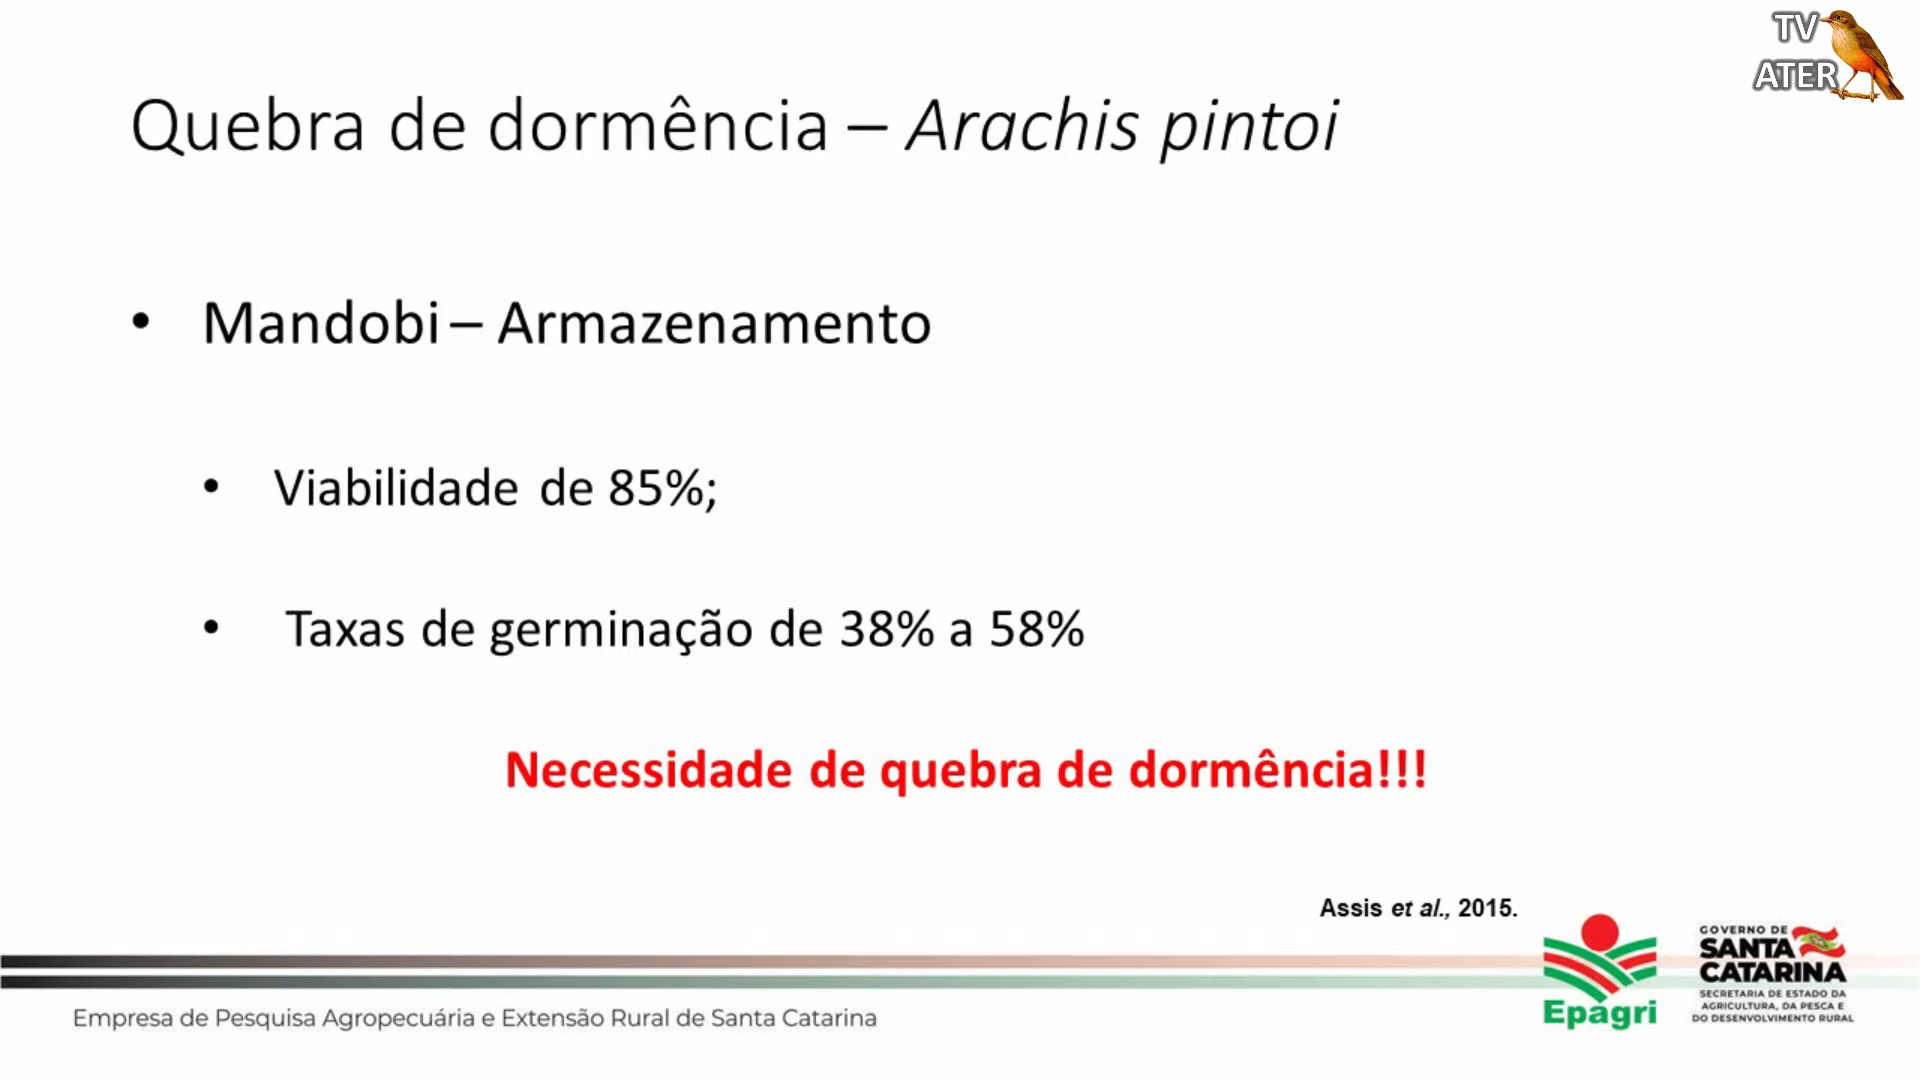 TV
ATER
Quebra de dormência – Arachis pintoi
• Mandobi – Armazenamento
• Viabilidade de 85%;
• Taxas de germinação de 38% a 58%
Necessidade de quebra de dormência!!!
Assis et al., 2015.
Empresa de Pesquisa Agropecuária e Extensão Rural de Santa Catarina
Epagri
GOVERNO DE
SANTA
CATARINA
SECRETARIA DE ESTADO DA
AGRICULTURA, DA PESCA E
DO DESENVOLVIMENTO RURAL